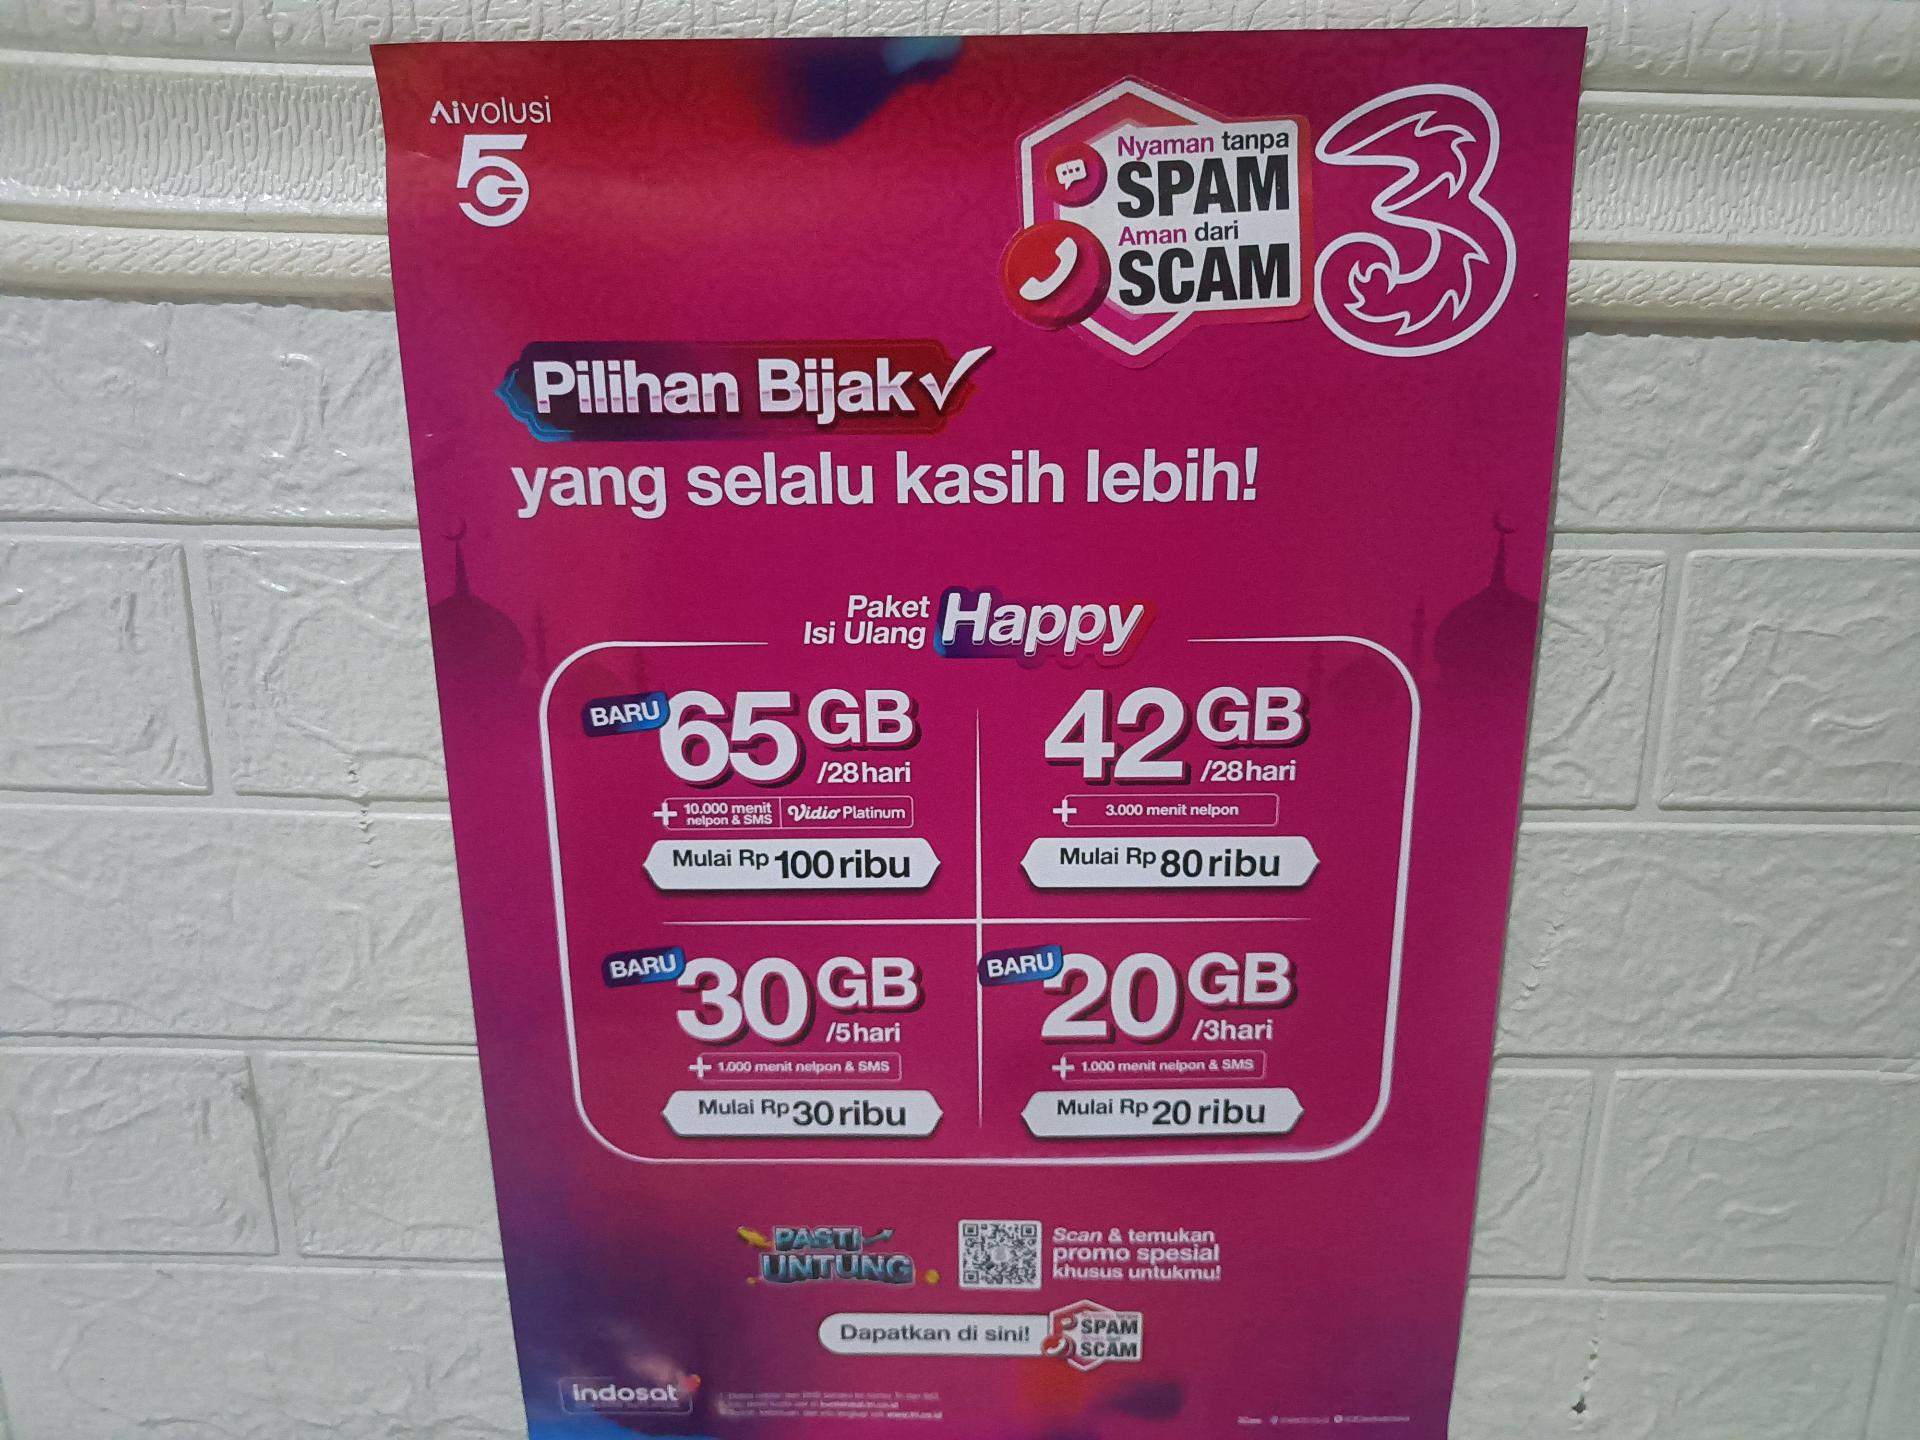 Aivolusi
5G
Nyaman tanpa
SPAM
Aman dari
SCAM
3
Pilihan Bijak
yang selalu kasih lebih!
Paket
Isi Ulang Happy
BARU 65 GB
/28hari
+ 10.000 menit nelpon & SMS Vidio Platinum
Mulai Rp 100 ribu
42 GB
/28hari
+ 3.000 menit nelpon
Mulai Rp 80 ribu
BARU 30 GB
/5hari
+ 1.000 menit nelpon & SMS
Mulai Rp 30 ribu
BARU 20 GB
/3hari
+ 1.000 menit nelpon & SMS
Mulai Rp 20 ribu
PASTI
UNTUNG
Scan & temukan
promo spesial
khusus untukmu!
Dapatkan di sini!
SPAM
SCAM
indosat